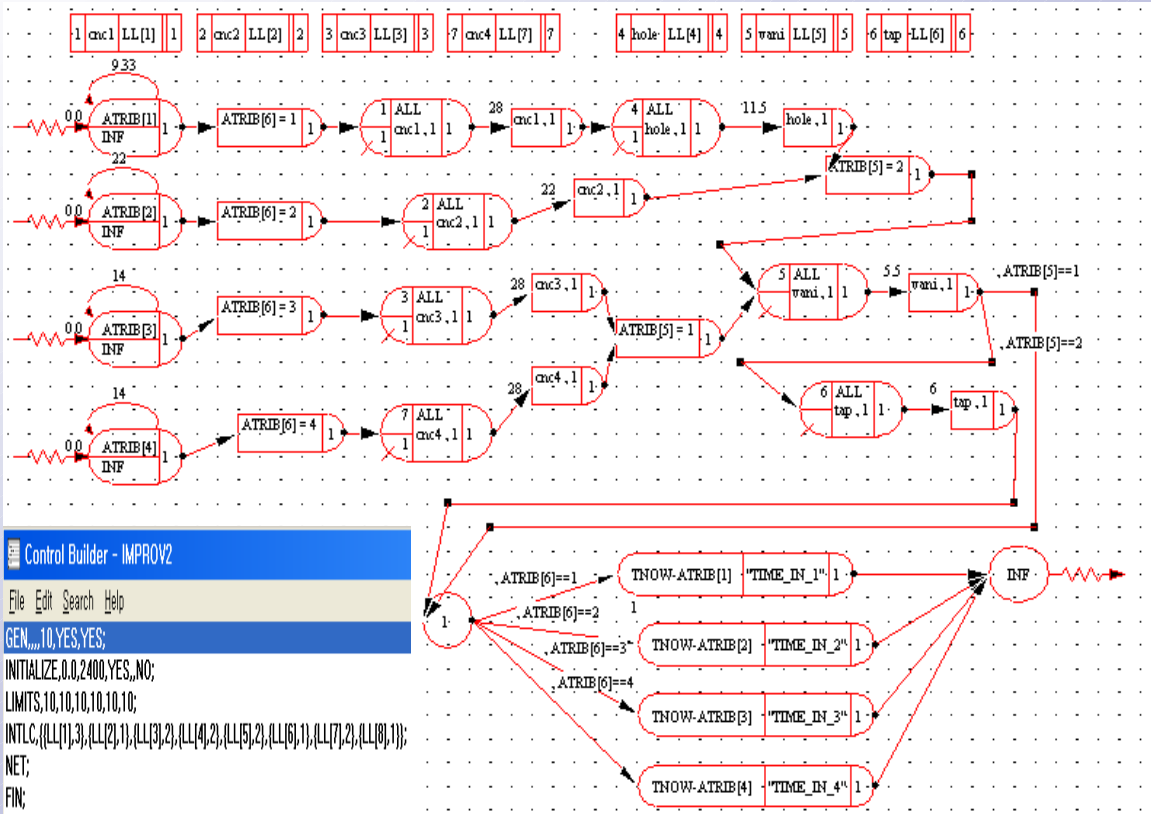 1 cnc1 LL[1] 1 2 cnc2 LL[2] 2 3 cnc3 LL[3] 3 7 cnc4 LL[7] 7 4 hole LL[4] 4 5 vani LL[5] 5 6 tap LL[6] 6
9.33
0.0 ATRIB[1] INF 1 ATRIB[6] = 1 1 1 ALL cnc1, 1 1 1 28 cnc1, 1 1 4 ALL hole, 1 1 1 11.5 hole, 1 1
ATRIB[5] = 2 1
22
0.0 ATRIB[2] INF 1 ATRIB[6] = 2 1 2 ALL cnc2, 1 1 1 22 cnc2, 1 1
14
0.0 ATRIB[3] INF 1 ATRIB[6] = 3 1 3 ALL cnc3, 1 1 1 28 cnc3, 1 1
ATRIB[5] = 1 1
5 ALL vani, 1 1 1 5.5 vani, 1 1
, ATRIB[5]==1
, ATRIB[5]==2
14
0.0 ATRIB[4] INF 1 ATRIB[6] = 4 1 7 ALL cnc4, 1 1 1 28 cnc4, 1 1
6 ALL tap, 1 1 6 tap, 1 1
Control Builder - IMPROV2
File Edit Search Help
GEN,,,,10,YES,YES;
INITIALIZE,0.0,2400,YES,,NO;
LIMITS,10,10,10,10,10,10;
INTLC,{{LL[1],3},{LL[2],1},{LL[3],2},{LL[4],2},{LL[5],2},{LL[6],1},{LL[7],2},{LL[8],1}};
NET;
FIN;
1
, ATRIB[6]==1
TNOW-ATRIB[1] "TIME_IN_1" 1
1
, ATRIB[6]==2
TNOW-ATRIB[2] "TIME_IN_2" 1
, ATRIB[6]==3
TNOW-ATRIB[3] "TIME_IN_3" 1
, ATRIB[6]==4
TNOW-ATRIB[4] "TIME_IN_4" 1
INF